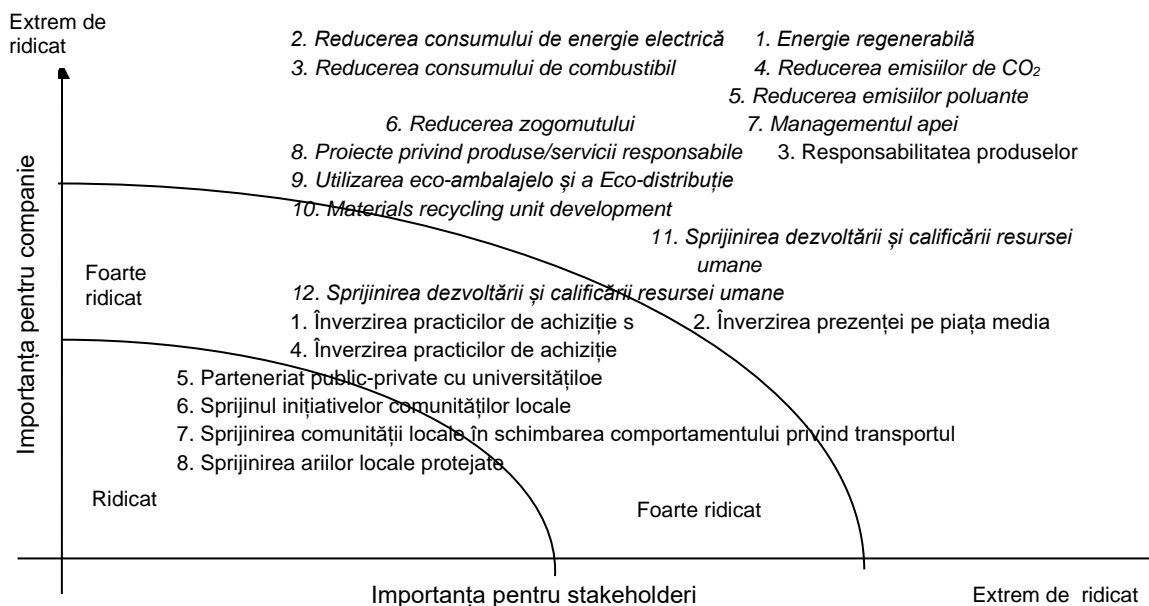 Extrem de
ridicat
2. Reducerea consumului de energie electrică 1. Energie regenerabilă
3. Reducerea consumului de combustibil 4. Reducerea emisiilor de CO₂
5. Reducerea emisiilor poluante
6. Reducerea zogomutului 7. Managementul apei
8. Proiecte privind produse/servicii responsabile 3. Responsabilitatea produselor
9. Utilizarea eco-ambalajelo și a Eco-distribuție
10. Materials recycling unit development
11. Sprijinirea dezvoltării și calificării resursei
umane
Foarte
ridicat
12. Sprijinirea dezvoltării și calificării resursei umane
1. Înverzirea practicilor de achiziție s 2. Înverzirea prezenței pe piața media
4. Înverzirea practicilor de achiziție
5. Parteneriat public-private cu universitățiloe
6. Sprijinul inițiativelor comunităților locale
7. Sprijinirea comunității locale în schimbarea comportamentului privind transportul
8. Sprijinirea ariilor locale protejate
Ridicat
Foarte ridicat
Importanța pentru companie
Importanța pentru stakeholderi
Extrem de ridicat